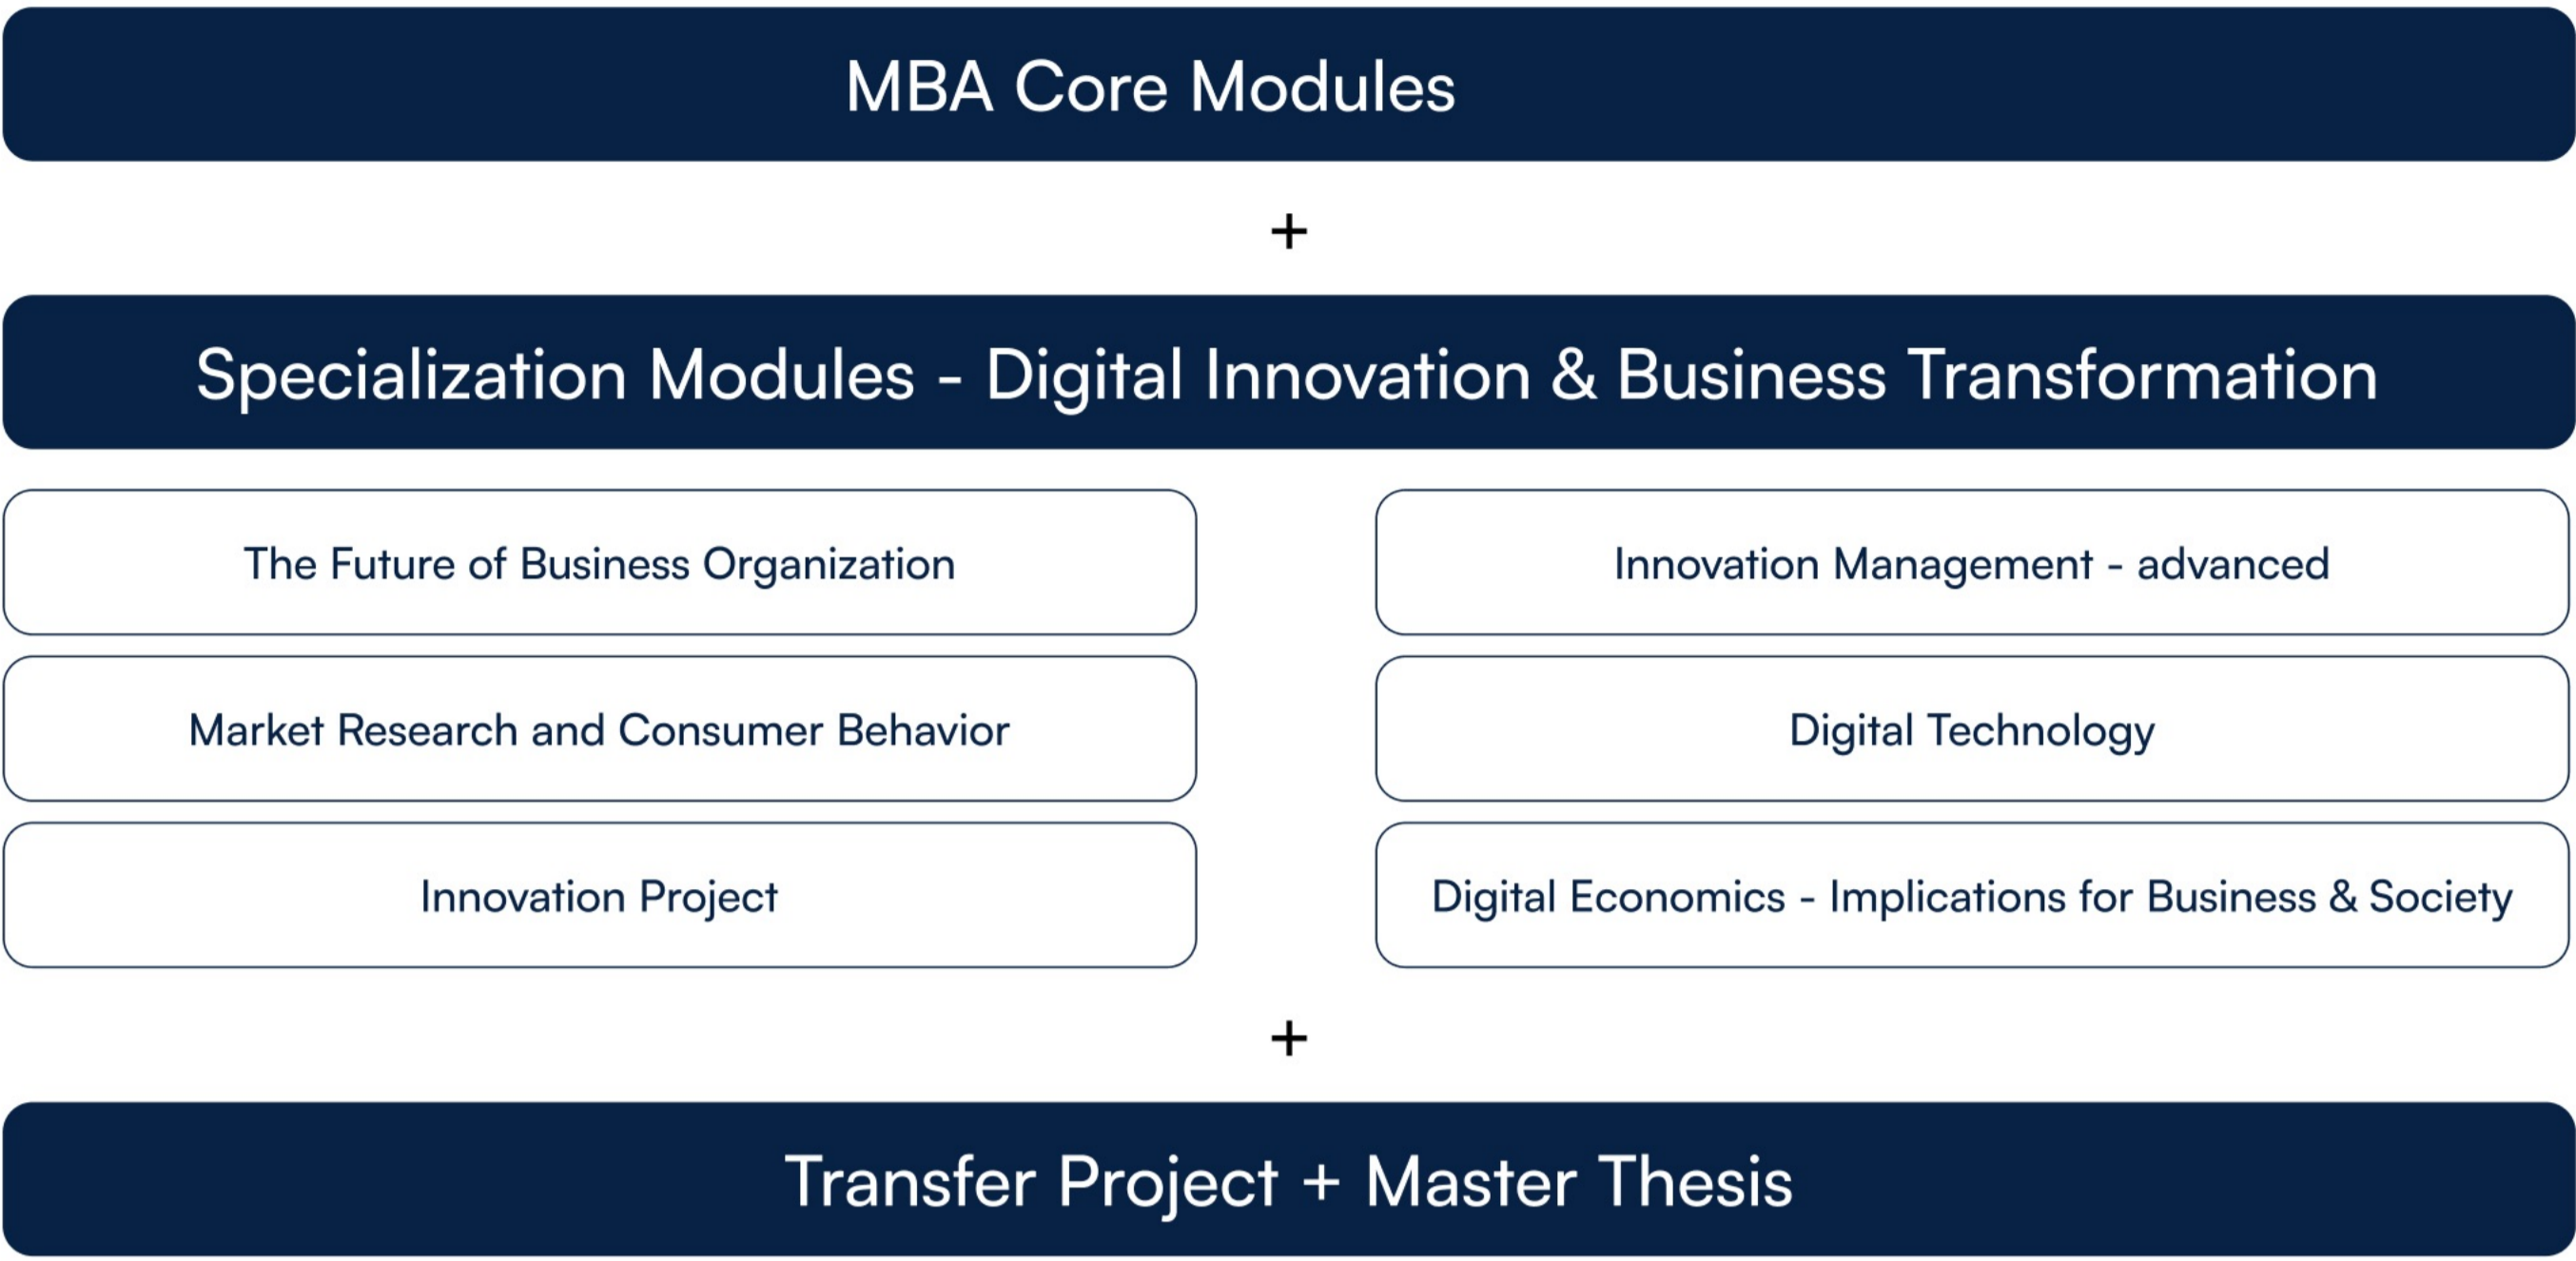 MBA Core Modules
+
Specialization Modules - Digital Innovation & Business Transformation
The Future of Business Organization
Innovation Management - advanced
Market Research and Consumer Behavior
Digital Technology
Innovation Project
Digital Economics - Implications for Business & Society
+
Transfer Project + Master Thesis